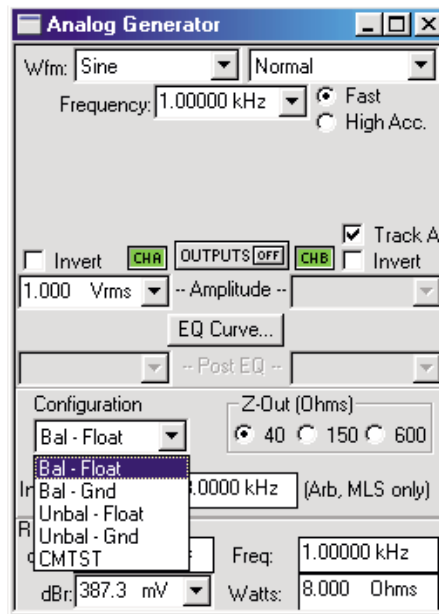 Analog Generator
Wfm: Sine Normal
Frequency: 1.00000 kHz Fast
High Acc.
Track A
Invert CHA OUTPUTS OFF CHB Invert
1.000 Vrms -- Amplitude --
EQ Curve...
-- Post EQ --
Configuration Z-Out (Ohms)
Bal - Float 40 150 600
Bal - Float
Bal - Gnd .0000 kHz (Arb, MLS only)
Unbal - Float
Unbal - Gnd
CMTST Freq: 1.00000 kHz
dBr: 387.3 mV Watts: 8.000 Ohms